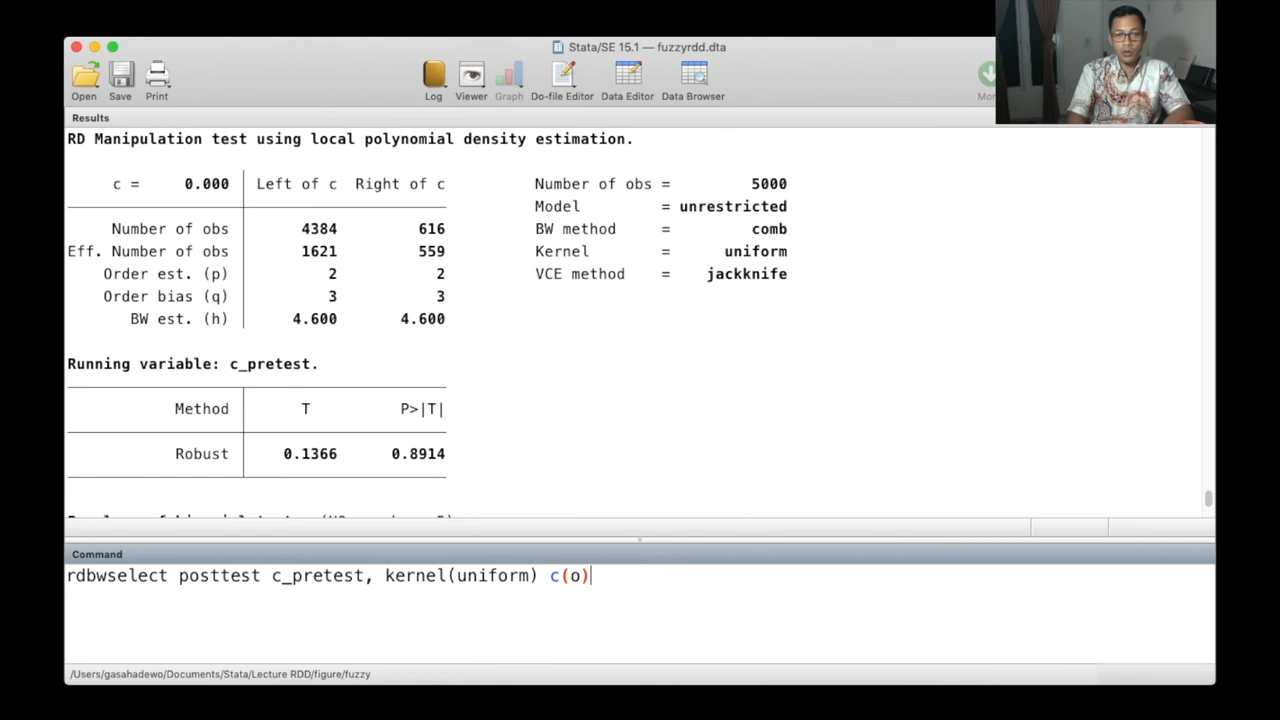 Stata/SE 15.1 — fuzzyrdd.dta
Open Save Print Log Viewer Graph Do-file Editor Data Editor Data Browser
Results
RD Manipulation test using local polynomial density estimation.
c = 0.000 Left of c Right of c Number of obs = 5000
Model = unrestricted
Number of obs 4384 616 BW method = comb
Eff. Number of obs 1621 559 Kernel = uniform
Order est. (p) 2 2 VCE method = jackknife
Order bias (q) 3 3
BW est. (h) 4.600 4.600
Running variable: c_pretest.
Method T P>|T|
Robust 0.1366 0.8914
Command
rdbwselect posttest c_pretest, kernel(uniform) c(o)
/Users/gasahadewo/Documents/Stata/Lecture RDD/figure/fuzzy